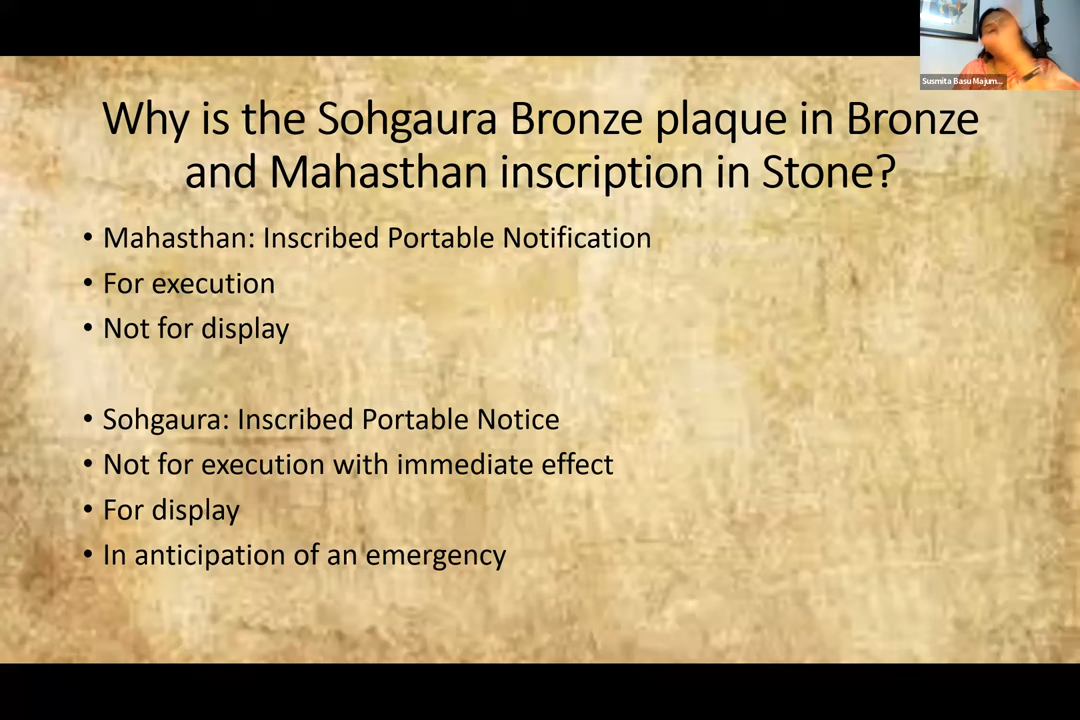 Susmita Basu Majum...
Why is the Sohgaura Bronze plaque in Bronze
and Mahasthan inscription in Stone?
• Mahasthan: Inscribed Portable Notification
• For execution
• Not for display
• Sohgaura: Inscribed Portable Notice
• Not for execution with immediate effect
• For display
• In anticipation of an emergency